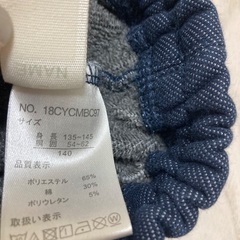 NAME
NO. 18CYCMBC97
サイズ
身長 135-145
胴囲 54-62
140
品質表示
ポリエステル 65%
綿 30%
ポリウレタン 5%
取扱い表示